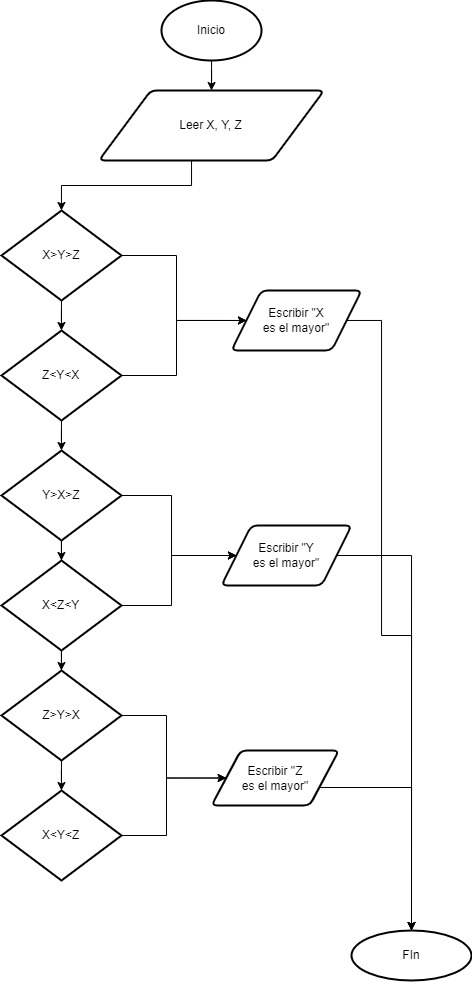 Inicio
Leer X, Y, Z
X>Y>Z
Escribir "X
es el mayor"
Z<Y<X
Y>X>Z
Escribir "Y
es el mayor"
X<Z<Y
Z>Y>X
Escribir "Z
es el mayor"
X<Y<Z
FIn